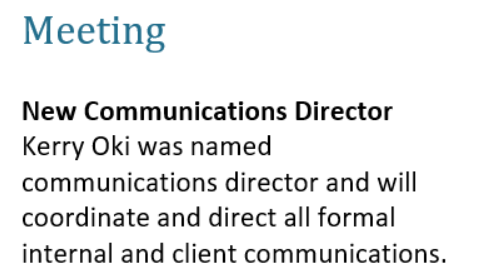 Meeting
New Communications Director
Kerry Oki was named
communications director and will
coordinate and direct all formal
internal and client communications.